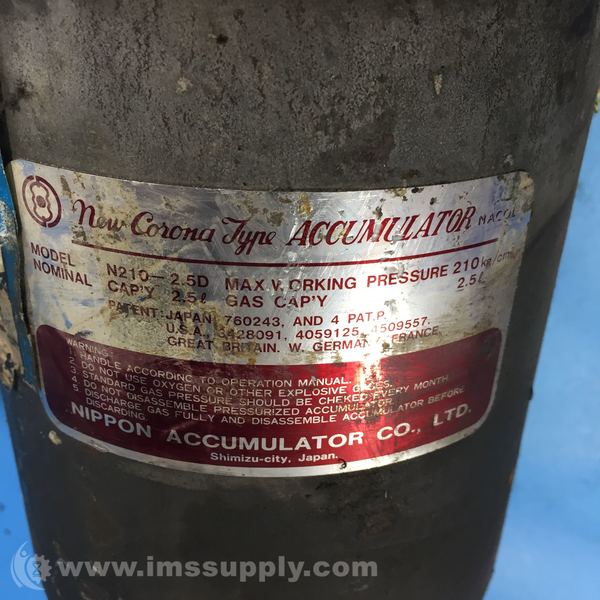 New Corona Type ACCUMULATOR NACOL
MODEL N210-2.5D MAX WORKING PRESSURE 210kg/cm
NOMINAL CAP'Y 2.5ℓ GAS CAP'Y 2.5ℓ
PATENT: JAPAN 760243, AND 4 PAT.P.
U.S.A. 3428091, 4059125, 4509557.
GREAT BRITAIN. W. GERMAN FRANCE.
WARNING:
1. HANDLE ACCORDINC TO OPERATION MANUAL.
2. DO NOT USE OXYGEN OR OTHER EXPLOSIVE GASES.
3. STANDARD GAS PRESSURE SHOULD BE CHEKED EVERY MONTH
4. DO NOT DISASSEMBLE PRESSURIZED ACCUMULATOR.
5. DISCHARGE GAS FULLY AND DISASSEMBLE ACCUMULATOR BEFORE
DISCARDING.
NIPPON ACCUMULATOR CO., LTD.
Shimizu-city, Japan.
www.imssupply.com